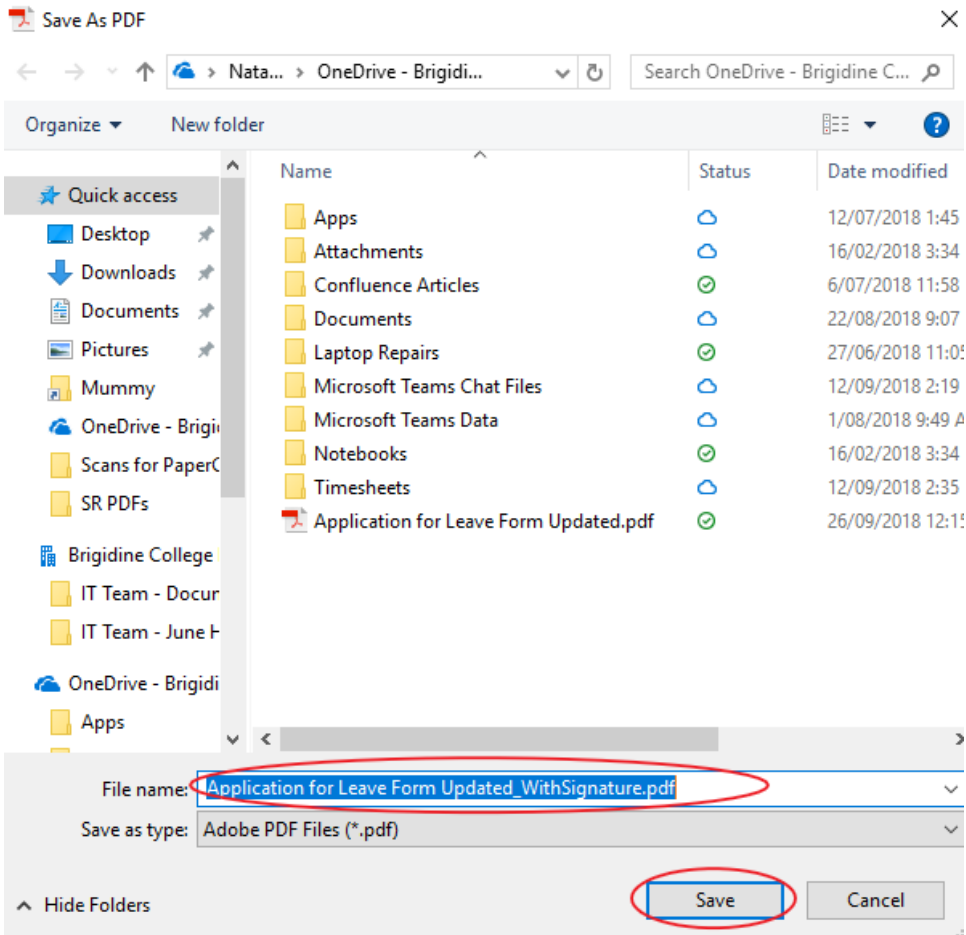 Save As PDF
Nata... > OneDrive - Brigidi...
Search OneDrive - Brigidine C...
Organize
New folder
?
Name Status Date modified
Quick access
Desktop
Downloads
Documents
Pictures
Mummy
OneDrive - Brigi
Scans for PaperC
SR PDFs
Brigidine College
IT Team - Docur
IT Team - June H
OneDrive - Brigidi
Apps
Apps 12/07/2018 1:45
Attachments 16/02/2018 3:34
Confluence Articles 6/07/2018 11:58
Documents 22/08/2018 9:07
Laptop Repairs 27/06/2018 11:05
Microsoft Teams Chat Files 12/09/2018 2:19
Microsoft Teams Data 1/08/2018 9:49 A
Notebooks 16/02/2018 3:34
Timesheets 12/09/2018 2:35
Application for Leave Form Updated.pdf 26/09/2018 12:15
File name: Application for Leave Form Updated_WithSignature.pdf
Save as type: Adobe PDF Files (*.pdf)
Hide Folders
Save
Cancel